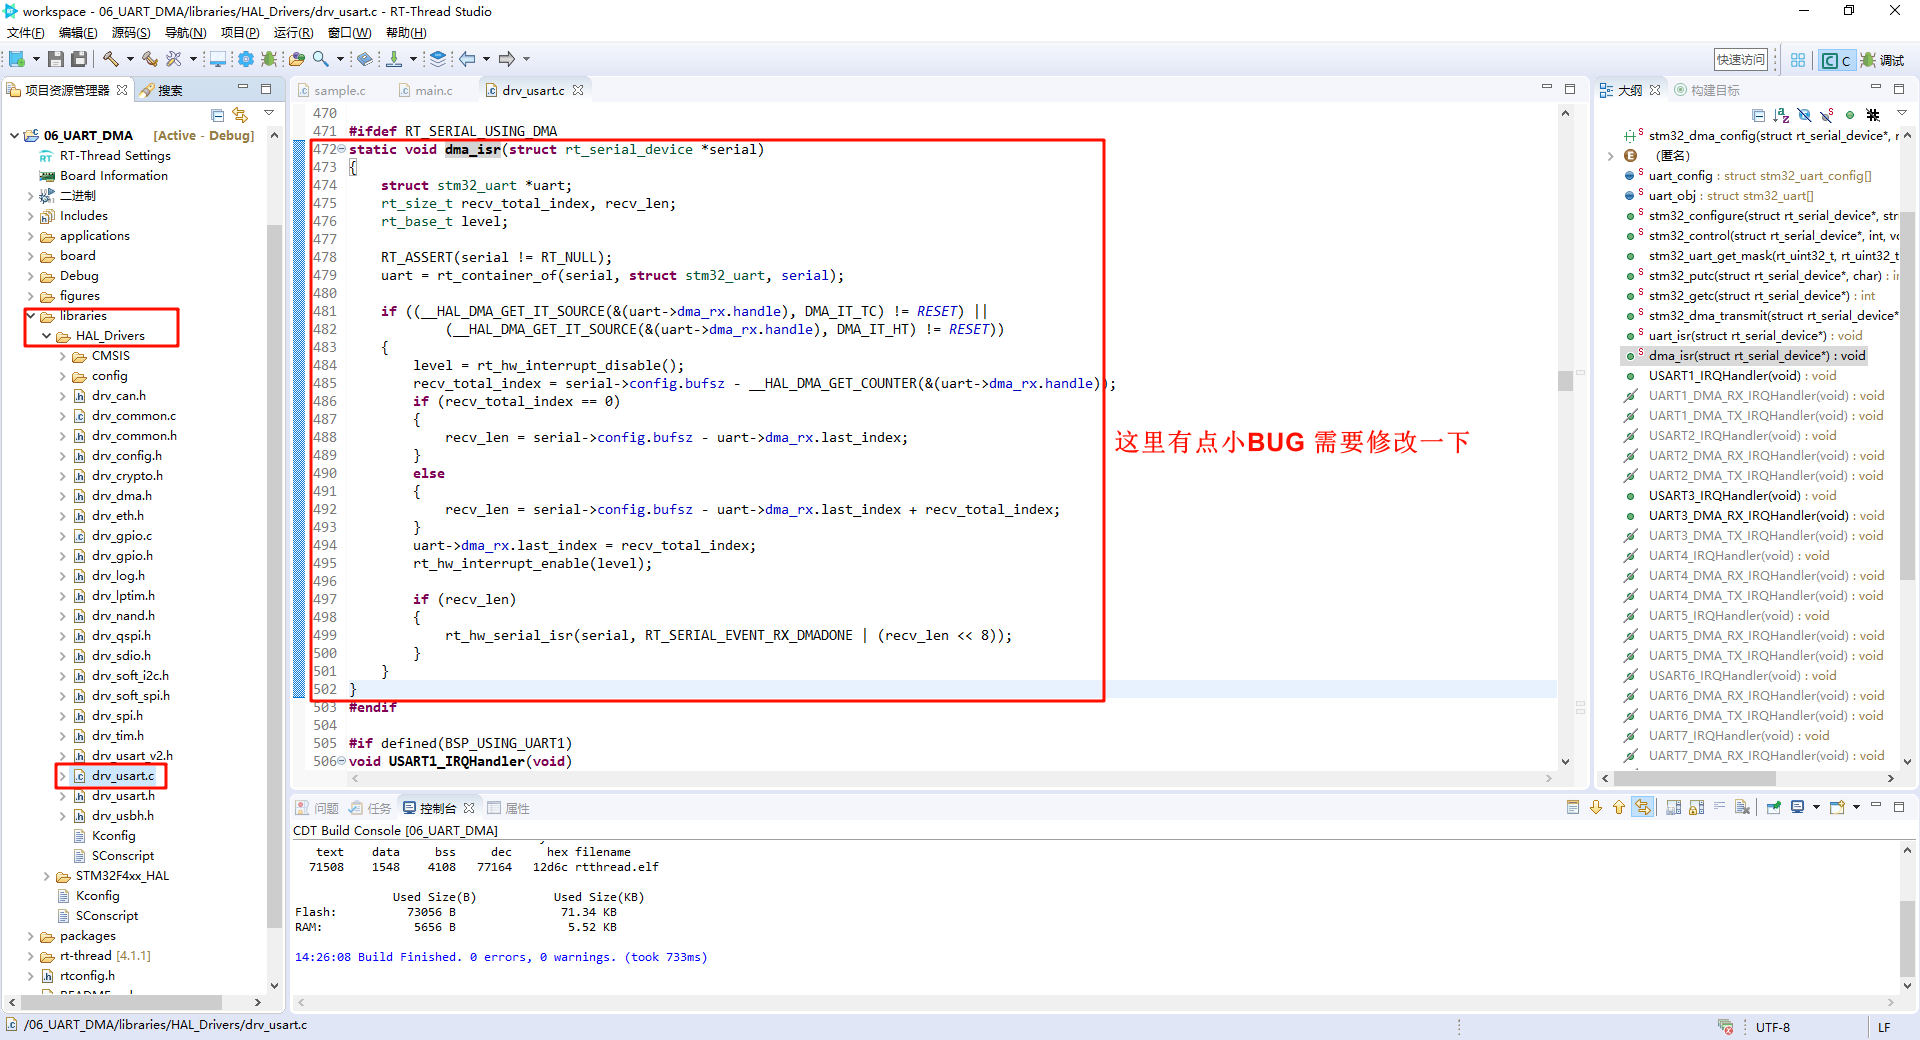 workspace - 06_UART_DMA/libraries/HAL_Drivers/drv_usart.c - RT-Thread Studio
文件(F) 编辑(E) 源码(S) 导航(N) 项目(P) 运行(R) 窗口(W) 帮助(H)
快速访问
C
调试
项目资源管理器
搜索
06_UART_DMA [Active - Debug]
RT-Thread Settings
Board Information
二进制
Includes
applications
board
Debug
figures
libraries
HAL_Drivers
CMSIS
config
drv_can.h
drv_common.c
drv_common.h
drv_config.h
drv_crypto.h
drv_dma.h
drv_eth.h
drv_gpio.c
drv_gpio.h
drv_log.h
drv_lptim.h
drv_nand.h
drv_qspi.h
drv_sdio.h
drv_soft_i2c.h
drv_soft_spi.h
drv_spi.h
drv_tim.h
drv_usart_v2.h
drv_usart.c
drv_usart.h
drv_usbh.h
Kconfig
SConscript
STM32F4xx_HAL
Kconfig
SConscript
packages
rt-thread [4.1.1]
rtconfig.h
sample.c
main.c
drv_usart.c
470
471 #ifdef RT_SERIAL_USING_DMA
472 static void dma_isr(struct rt_serial_device *serial)
473 {
474     struct stm32_uart *uart;
475     rt_size_t recv_total_index, recv_len;
476     rt_base_t level;
477
478     RT_ASSERT(serial != RT_NULL);
479     uart = rt_container_of(serial, struct stm32_uart, serial);
480
481     if ((__HAL_DMA_GET_IT_SOURCE(&(uart->dma_rx.handle), DMA_IT_TC) != RESET) ||
482             (__HAL_DMA_GET_IT_SOURCE(&(uart->dma_rx.handle), DMA_IT_HT) != RESET))
483     {
484         level = rt_hw_interrupt_disable();
485         recv_total_index = serial->config.bufsz - __HAL_DMA_GET_COUNTER(&(uart->dma_rx.handle));
486         if (recv_total_index == 0)
487         {
488             recv_len = serial->config.bufsz - uart->dma_rx.last_index;
489         }
490         else
491         {
492             recv_len = serial->config.bufsz - uart->dma_rx.last_index + recv_total_index;
493         }
494         uart->dma_rx.last_index = recv_total_index;
495         rt_hw_interrupt_enable(level);
496
497         if (recv_len)
498         {
499             rt_hw_serial_isr(serial, RT_SERIAL_EVENT_RX_DMADONE | (recv_len << 8));
500         }
501     }
502 }
503 #endif
504
505 #if defined(BSP_USING_UART1)
506 void USART1_IRQHandler(void)
这里有点小BUG 需要修改一下
大纲
构建目标
stm32_dma_config(struct rt_serial_device*, r
(匿名)
uart_config : struct stm32_uart_config[]
uart_obj : struct stm32_uart[]
stm32_configure(struct rt_serial_device*, str
stm32_control(struct rt_serial_device*, int, vo
stm32_uart_get_mask(rt_uint32_t, rt_uint32_t
stm32_putc(struct rt_serial_device*, char) : in
stm32_getc(struct rt_serial_device*) : int
stm32_dma_transmit(struct rt_serial_device*
uart_isr(struct rt_serial_device*) : void
dma_isr(struct rt_serial_device*) : void
USART1_IRQHandler(void) : void
UART1_DMA_RX_IRQHandler(void) : void
UART1_DMA_TX_IRQHandler(void) : void
USART2_IRQHandler(void) : void
UART2_DMA_RX_IRQHandler(void) : void
UART2_DMA_TX_IRQHandler(void) : void
USART3_IRQHandler(void) : void
UART3_DMA_RX_IRQHandler(void) : void
UART3_DMA_TX_IRQHandler(void) : void
UART4_IRQHandler(void) : void
UART4_DMA_RX_IRQHandler(void) : void
UART4_DMA_TX_IRQHandler(void) : void
UART5_IRQHandler(void) : void
UART5_DMA_RX_IRQHandler(void) : void
UART5_DMA_TX_IRQHandler(void) : void
USART6_IRQHandler(void) : void
UART6_DMA_RX_IRQHandler(void) : void
UART6_DMA_TX_IRQHandler(void) : void
UART7_IRQHandler(void) : void
UART7_DMA_RX_IRQHandler(void) : void
问题
任务
控制台
属性
CDT Build Console [06_UART_DMA]
text data bss dec hex filename
71508 1548 4108 77164 12d6c rtthread.elf
Used Size(B) Used Size(KB)
Flash: 73056 B 71.34 KB
RAM: 5656 B 5.52 KB
14:26:08 Build Finished. 0 errors, 0 warnings. (took 733ms)
/06_UART_DMA/libraries/HAL_Drivers/drv_usart.c
UTF-8
LF